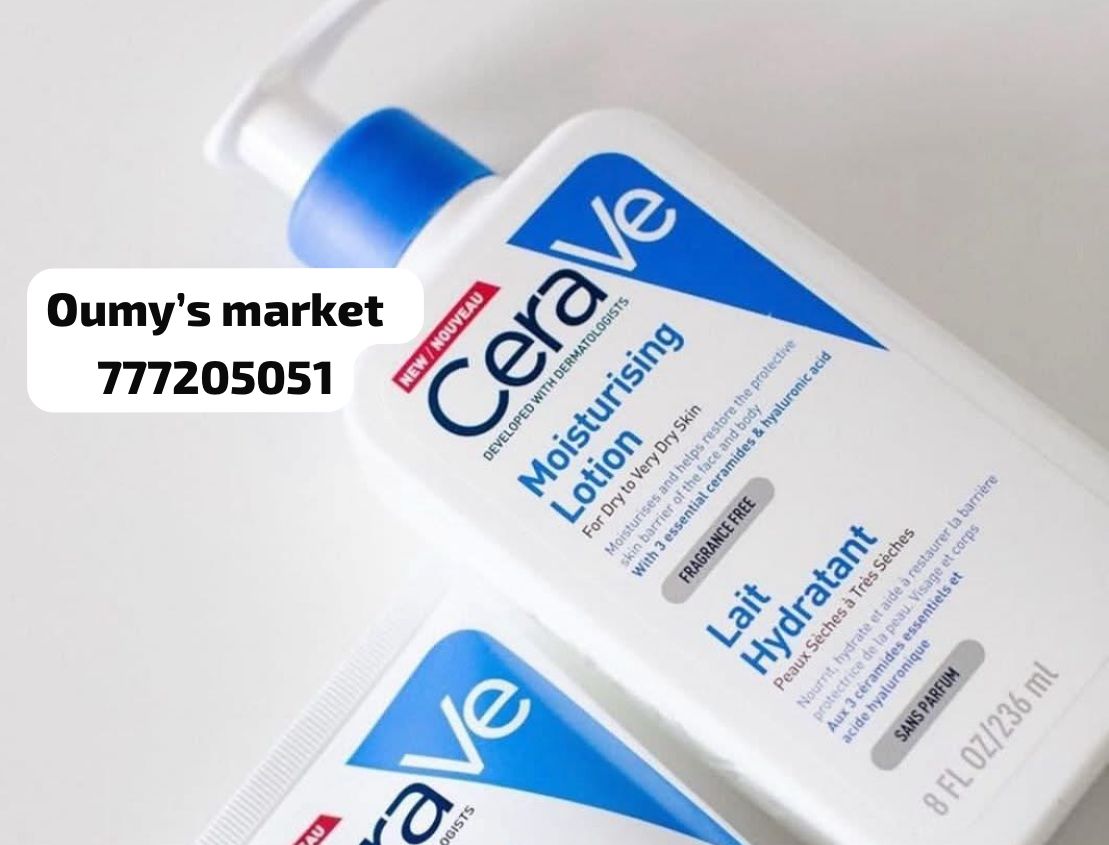 Oumy's market
777205051
NEW / NOUVEAU
CeraVe
DEVELOPED WITH DERMATOLOGISTS
Moisturising
Lotion
For Dry to Very Dry Skin
Moisturises and helps restore the protective
skin barrier of the face and body
With 3 essential ceramides & hyaluronic acid
FRAGRANCE FREE
Lait
Hydratant
Peaux Sèches à Très Sèches
Nourrit, hydrate et aide à restaurer la barrière
protectrice de la peau. Visage et corps
Aux 3 céramides essentiels et
acide hyaluronique
SANS PARFUM
8 FL OZ/236 ml